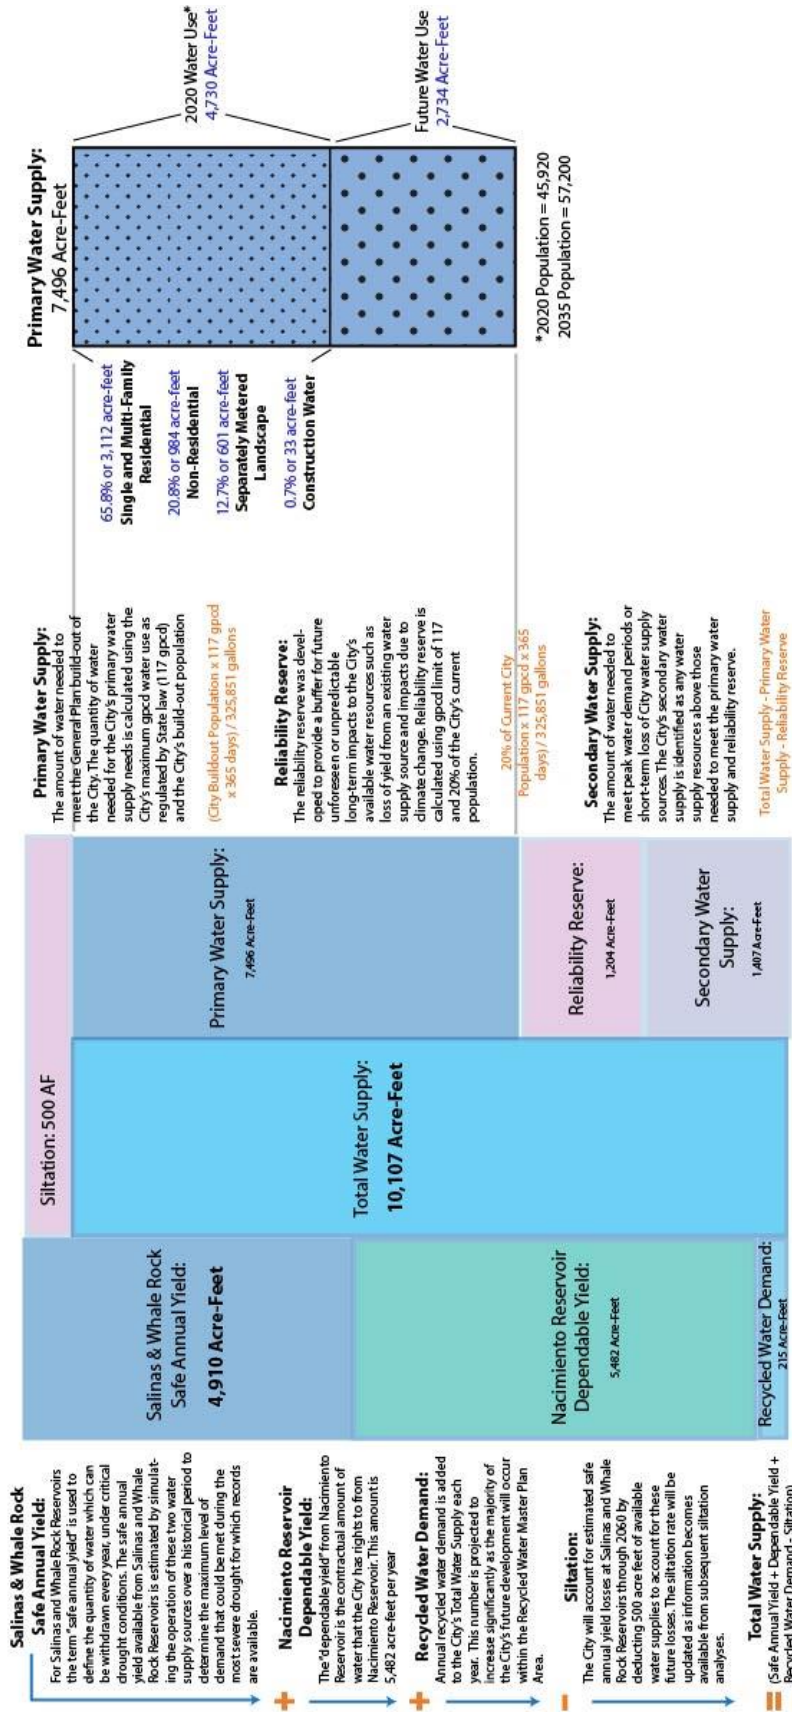 Salinas & Whale Rock
Safe Annual Yield:
For Salinas and Whale Rock Reservoirs
the term "safe annual yield" is used to
define the quantity of water which can
be withdrawn every year, under critical
drought conditions. The safe annual
yield available from Salinas and Whale
Rock Reservoirs is estimated by simulat-
ing the operation of these two water
supply sources over a historical period to
determine the maximum level of
demand that could be met during the
most severe drought for which records
are available.
+
Nacimiento Reservoir
Dependable Yield:
The "dependable yield" from Nacimiento
Reservoir is the contractual amount of
water that the City has rights to from
Nacimiento Reservoir. This amount is
5,482 acre-feet per year
+
Recycled Water Demand:
Annual recycled water demand is added
to the City's Total Water Supply each
year. This number is projected to
increase significantly as the majority of
the City's future development will occur
within the Recycled Water Master Plan
Area.
-
Siltation:
The City will account for estimated safe
annual yield losses at Salinas and Whale
Rock Reservoirs through 2060 by
deducting 500 acre feet of available
water supplies to account for these
future losses. The siltation rate will be
updated as information becomes
available from subsequent siltation
analyses.
=
Total Water Supply:
(Safe Annual Yield + Dependable Yield +
Recycled Water Demand - Siltation)
Salinas & Whale Rock
Safe Annual Yield:
4,910 Acre-Feet
Nacimiento Reservoir
Dependable Yield:
5,482 Acre-Feet
Recycled Water Demand:
215 Acre-Feet
Siltation: 500 AF
Total Water Supply:
10,107 Acre-Feet
Primary Water Supply:
7,496 Acre-Feet
Reliability Reserve:
1,204 Acre-Feet
Secondary Water
Supply:
1,407 Acre-Feet
Primary Water Supply:
The amount of water needed to
meet the General Plan build-out of
the City. The quantity of water
needed for the City's primary water
supply needs is calculated using the
City's maximum gpcd water use as
regulated by State law (117 gpcd)
and the City's build-out population
(City Buildout Population x 117 gpcd
x 365 days) / 325,851 gallons
Reliability Reserve:
The reliability reserve was devel-
oped to provide a buffer for future
unforeseen or unpredictable
long-term impacts to the City's
available water resources such as
loss of yield from an existing water
supply source and impacts due to
climate change. Reliability reserve is
calculated using gpcd limit of 117
and 20% of the City's current
population.
20% of Current City
Population x 117 gpcd x 365
days) / 325,851 gallons
Secondary Water Supply:
The amount of water needed to
meet peak water demand periods or
short-term loss of City water supply
sources. The City's secondary water
supply is identified as any water
supply resources above those
needed to meet the primary water
supply and reliability reserve.
Total Water Supply - Primary Water
Supply - Reliability Reserve
Primary Water Supply:
7,496 Acre-Feet
65.8% or 3,112 acre-feet
Single and Multi-Family
Residential
20.8% or 984 acre-feet
Non-Residential
12.7% or 601 acre-feet
Separately Metered
Landscape
0.7% or 33 acre-feet
Construction Water
2020 Water Use*
4,730 Acre-Feet
Future Water Use
2,734 Acre-Feet
*2020 Population = 45,920
2035 Population = 57,200